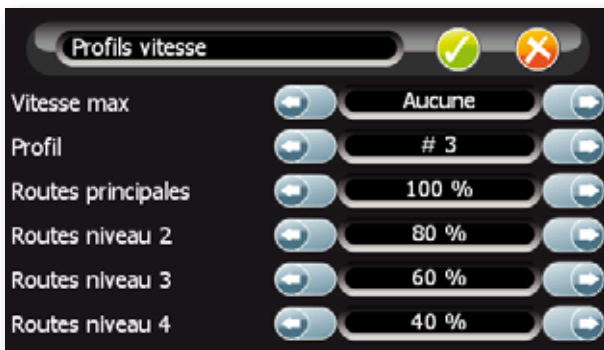 Profils vitesse
Vitesse max Aucune
Profil # 3
Routes principales 100 %
Routes niveau 2 80 %
Routes niveau 3 60 %
Routes niveau 4 40 %